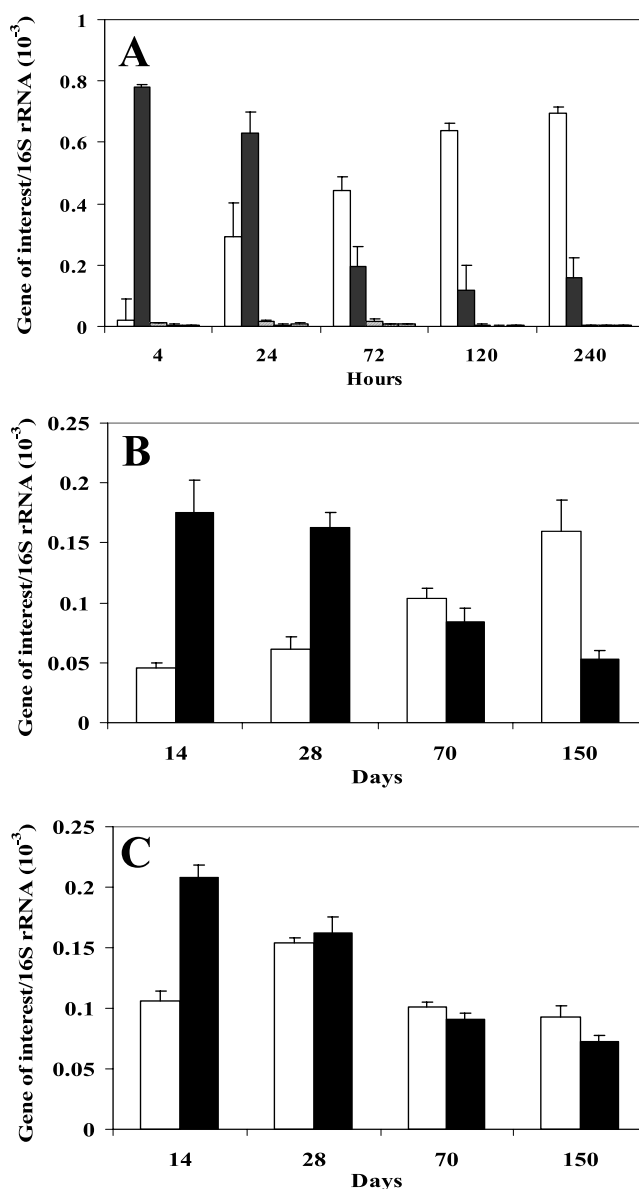 A
Gene of interest/16S rRNA (10⁻³)
1
0.8
0.6
0.4
0.2
0
4 24 72 120 240
Hours
B
Gene of interest/16S rRNA (10⁻³)
0.25
0.2
0.15
0.1
0.05
0
14 28 70 150
Days
C
Gene of interest/16S rRNA (10⁻³)
0.25
0.2
0.15
0.1
0.05
0
14 28 70 150
Days